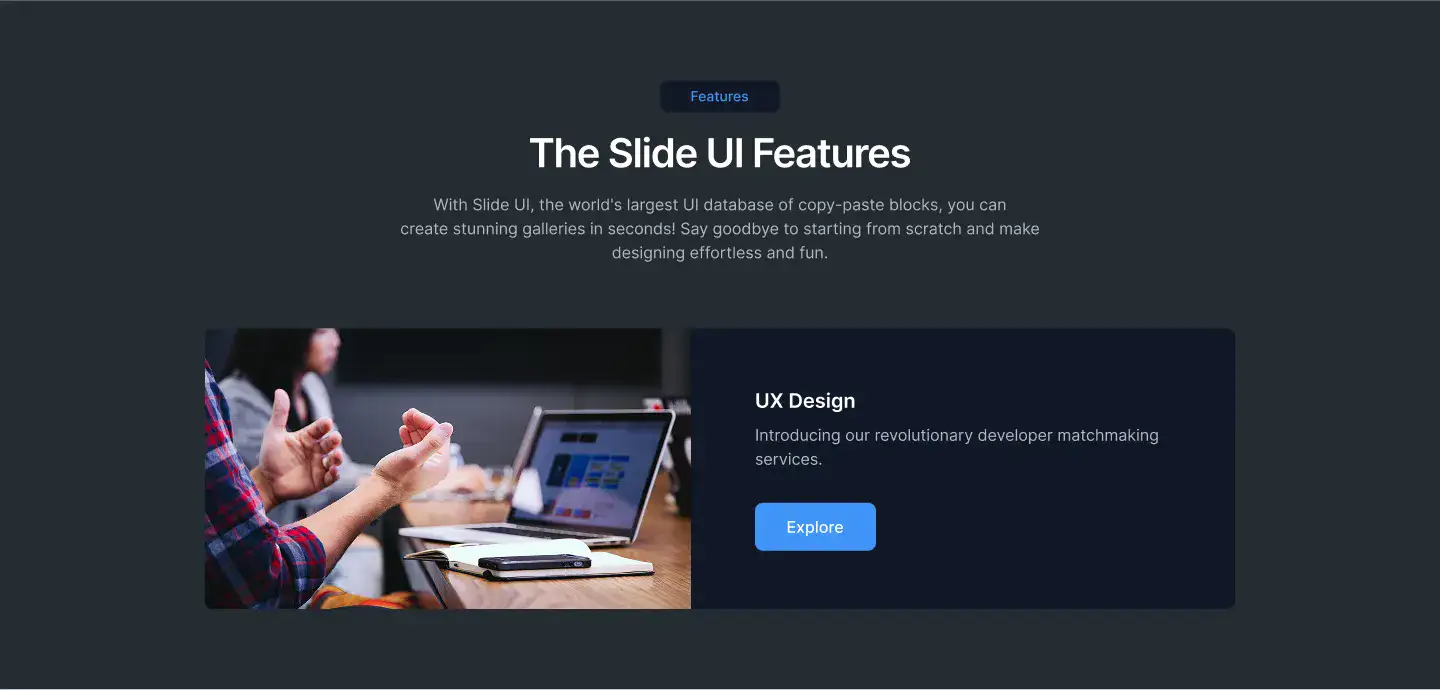 Features
The Slide UI Features
With Slide UI, the world's largest UI database of copy-paste blocks, you can
create stunning galleries in seconds! Say goodbye to starting from scratch and make
designing effortless and fun.
UX Design
Introducing our revolutionary developer matchmaking
services.
Explore